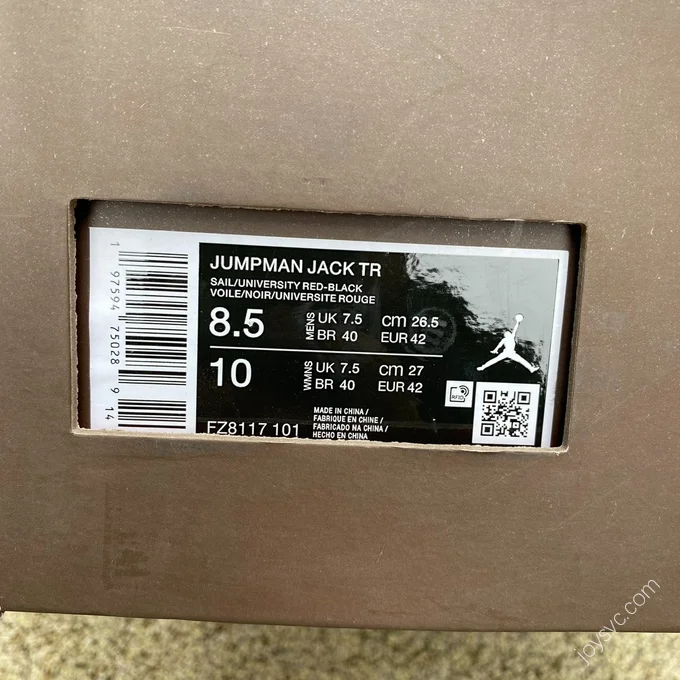 JUMPMAN JACK TR
SAIL/UNIVERSITY RED-BLACK
VOILE/NOIR/UNIVERSITE ROUGE
8.5 MENS UK 7.5 cm 26.5
BR 40 EUR 42
10 WMNS UK 7.5 cm 27
BR 40 EUR 42
RFID
FZ8117 101
MADE IN CHINA /
FABRIQUE EN CHINE /
FABRICADO NA CHINA /
HECHO EN CHINA
1 97594 75028 9 14
joysvc.com